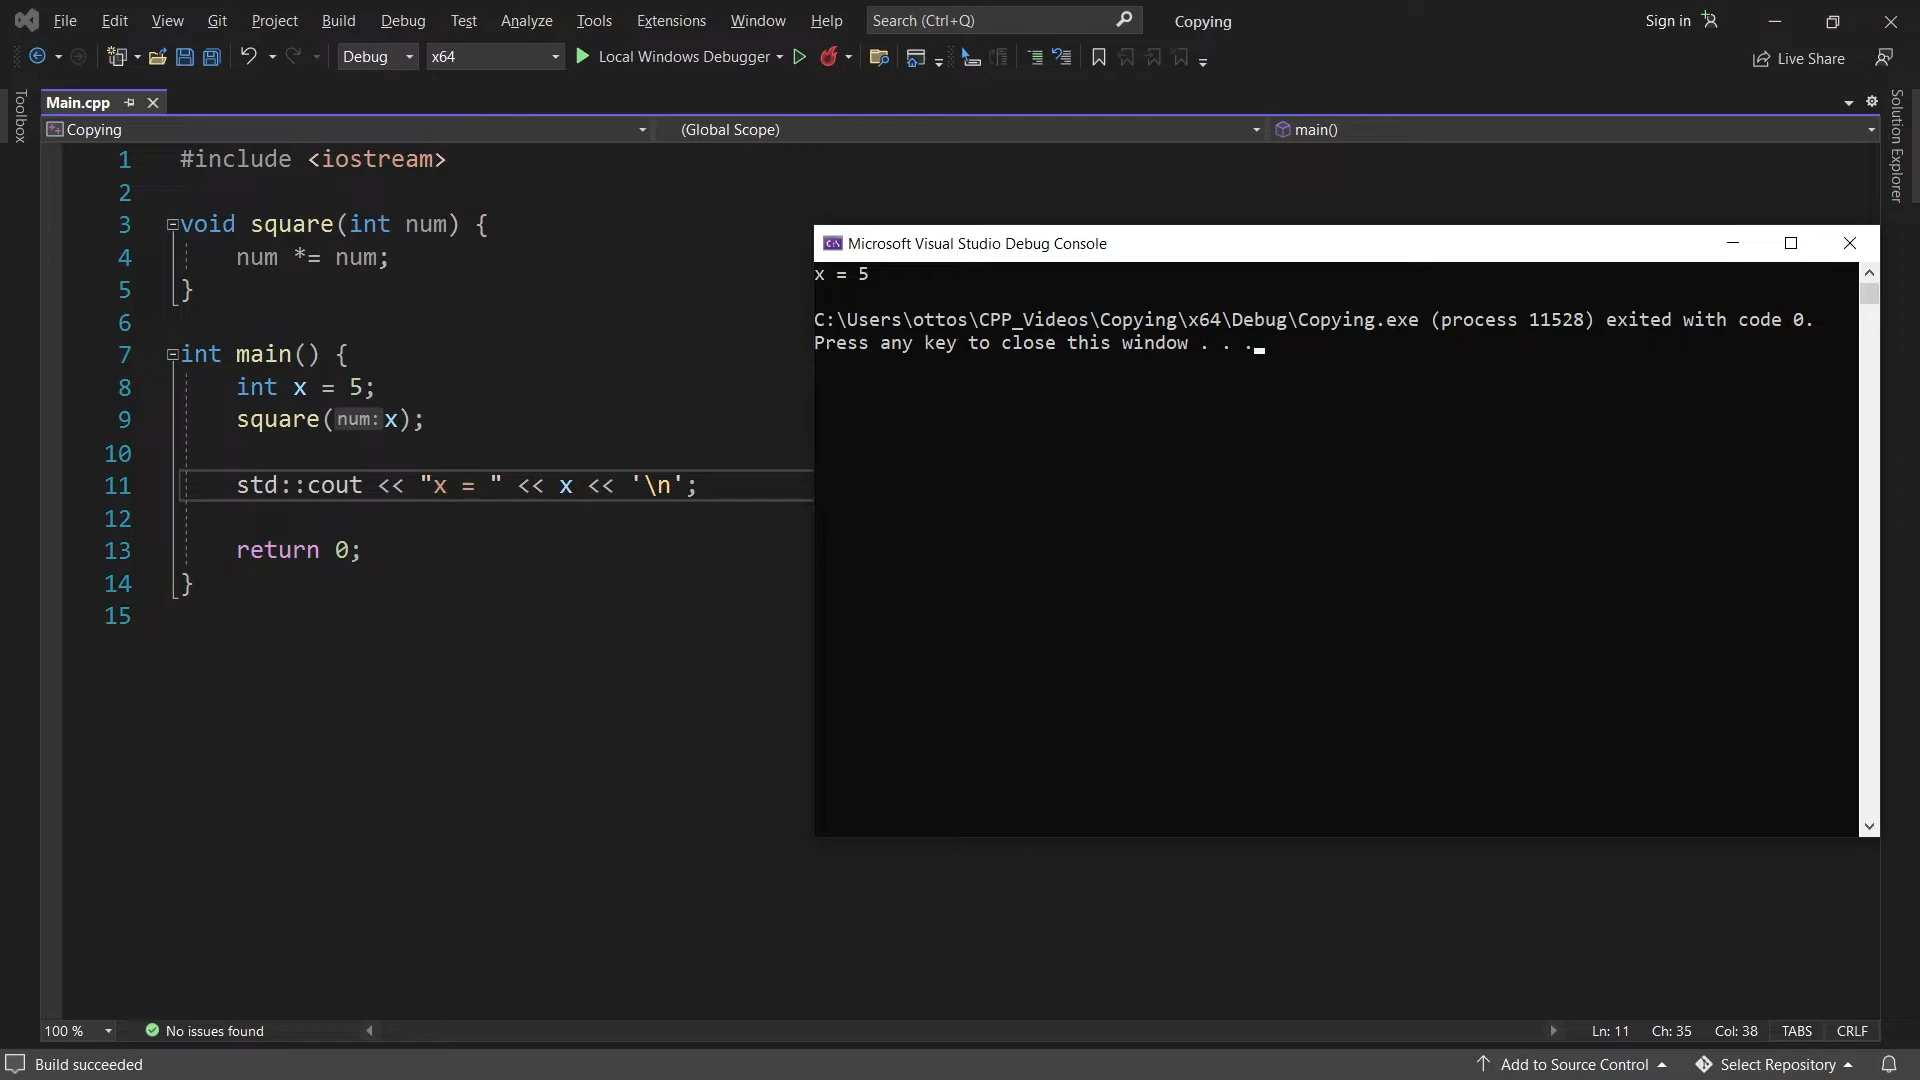 File Edit View Git Project Build Debug Test Analyze Tools Extensions Window Help Search (Ctrl+Q) Copying Sign in
Debug x64 Local Windows Debugger Live Share
Toolbox
Main.cpp
Solution Explorer
Copying (Global Scope) main()
1 #include <iostream>
2
3 void square(int num) {
4 num *= num;
5 }
6
7 int main() {
8 int x = 5;
9 square(num:x);
10
11 std::cout << "x = " << x << '\n';
12
13 return 0;
14 }
15
C:\ Microsoft Visual Studio Debug Console
x = 5
C:\Users\ottos\CPP_Videos\Copying\x64\Debug\Copying.exe (process 11528) exited with code 0.
Press any key to close this window . . .
100 % No issues found Ln: 11 Ch: 35 Col: 38 TABS CRLF
Build succeeded Add to Source Control Select Repository